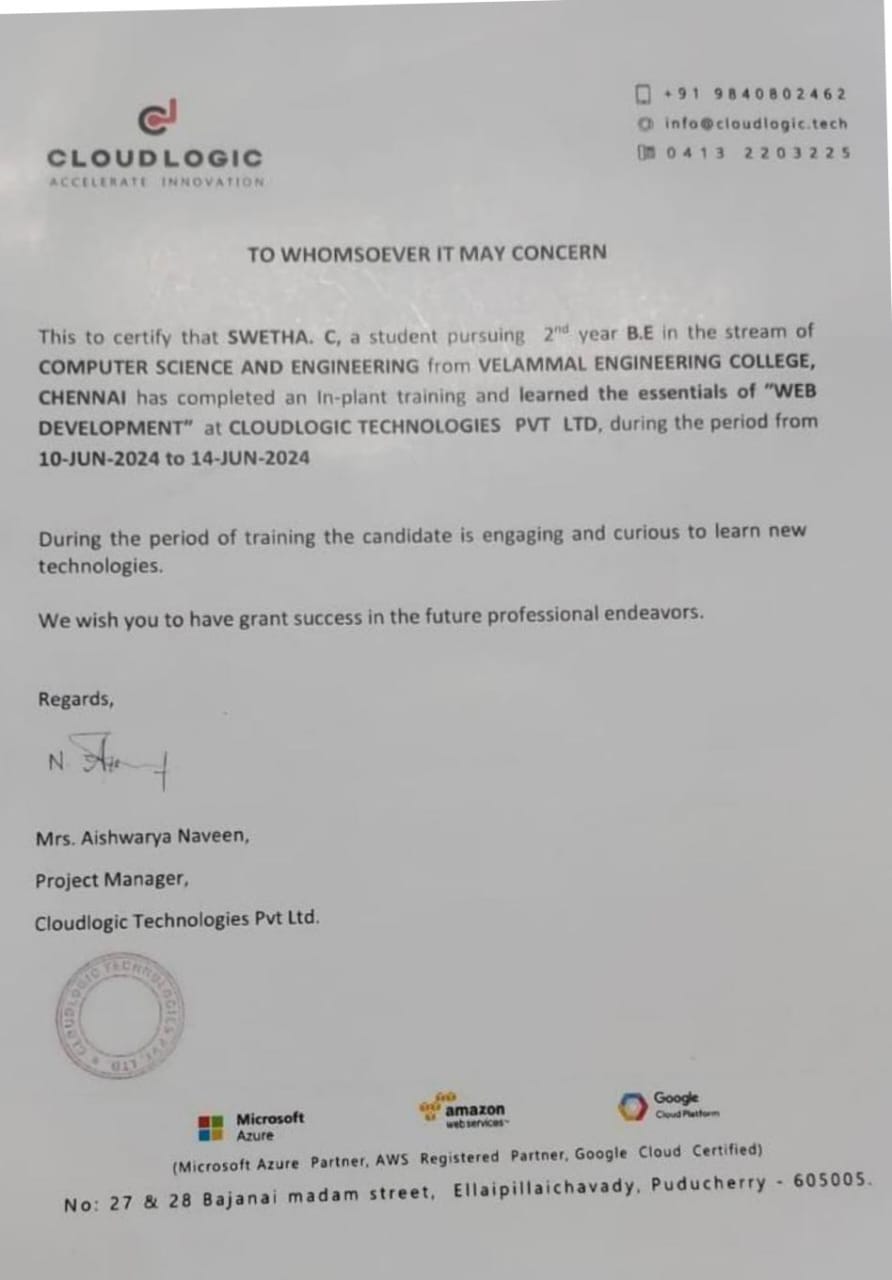 CLOUDLOGIC
ACCELERATE INNOVATION
+91 9840802462
info@cloudlogic.tech
0413 2203225
TO WHOMSOEVER IT MAY CONCERN
This to certify that SWETHA. C, a student pursuing 2nd year B.E in the stream of
COMPUTER SCIENCE AND ENGINEERING from VELAMMAL ENGINEERING COLLEGE,
CHENNAI has completed an In-plant training and learned the essentials of "WEB
DEVELOPMENT" at CLOUDLOGIC TECHNOLOGIES PVT LTD, during the period from
10-JUN-2024 to 14-JUN-2024
During the period of training the candidate is engaging and curious to learn new
technologies.
We wish you to have grant success in the future professional endeavors.
Regards,
N.
Mrs. Aishwarya Naveen,
Project Manager,
Cloudlogic Technologies Pvt Ltd.
CLOUDLOGIC TECHNOLOGIES PVT. LTD *
Microsoft
Azure
amazon
webservices™
Google
Cloud Platform
(Microsoft Azure Partner, AWS Registered Partner, Google Cloud Certified)
No: 27 & 28 Bajanai madam street, Ellaipillaichavady, Puducherry - 605005.